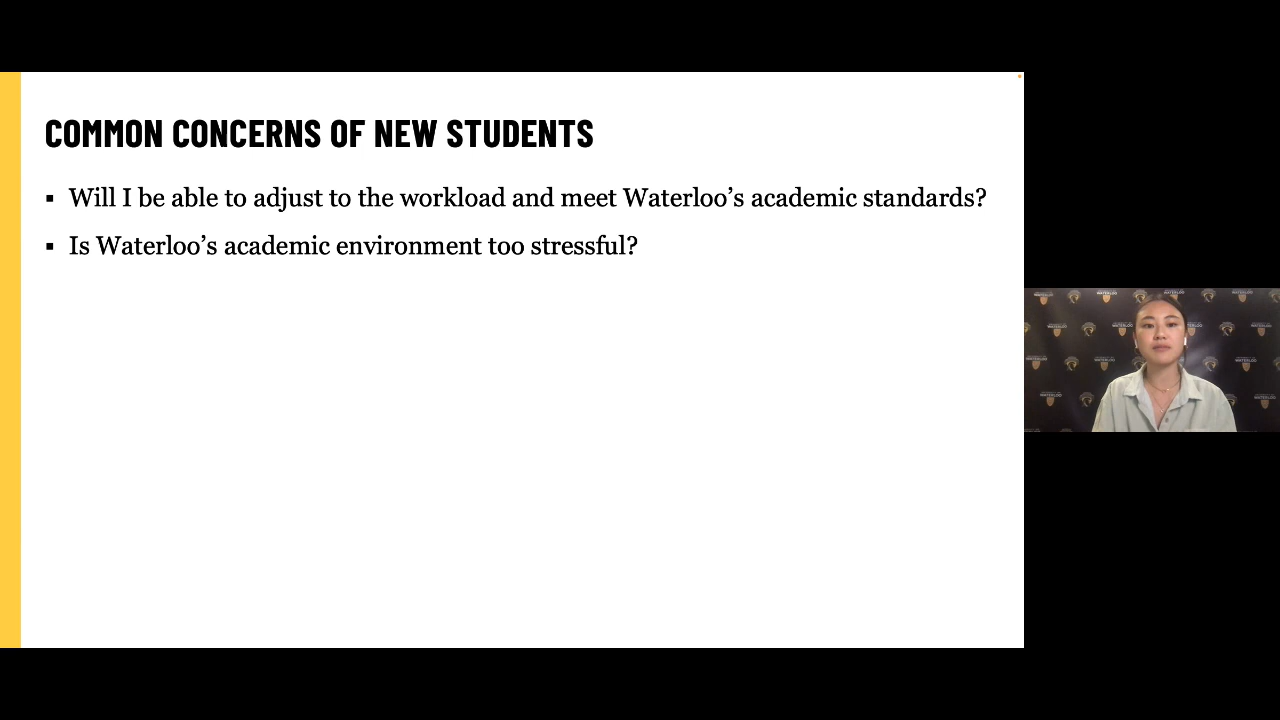 COMMON CONCERNS OF NEW STUDENTS
▪ Will I be able to adjust to the workload and meet Waterloo’s academic standards?
▪ Is Waterloo’s academic environment too stressful?
WATERLOO